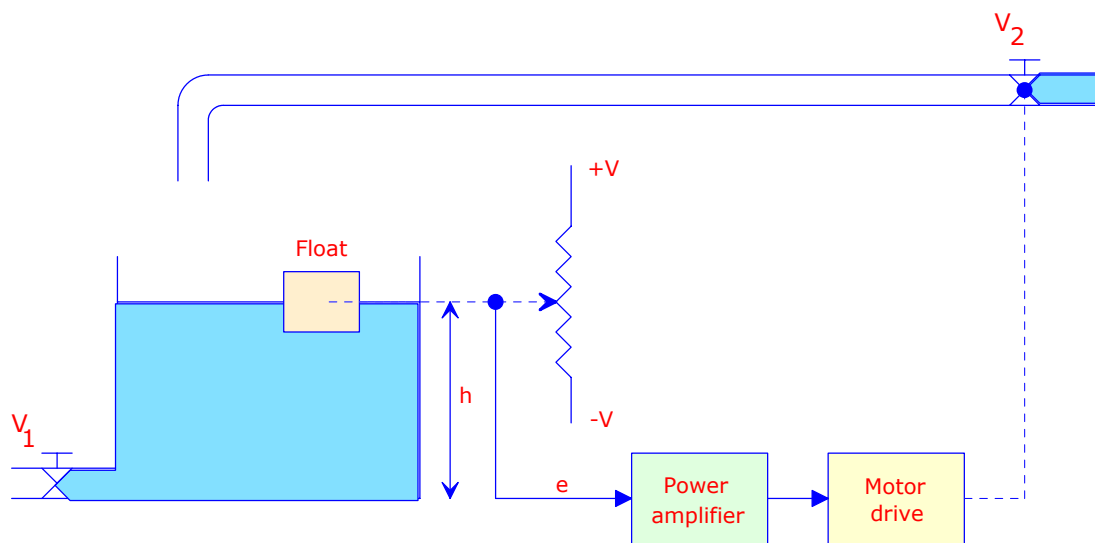 V2
+V
Float
h
-V
V1
e
Power
amplifier
Motor
drive